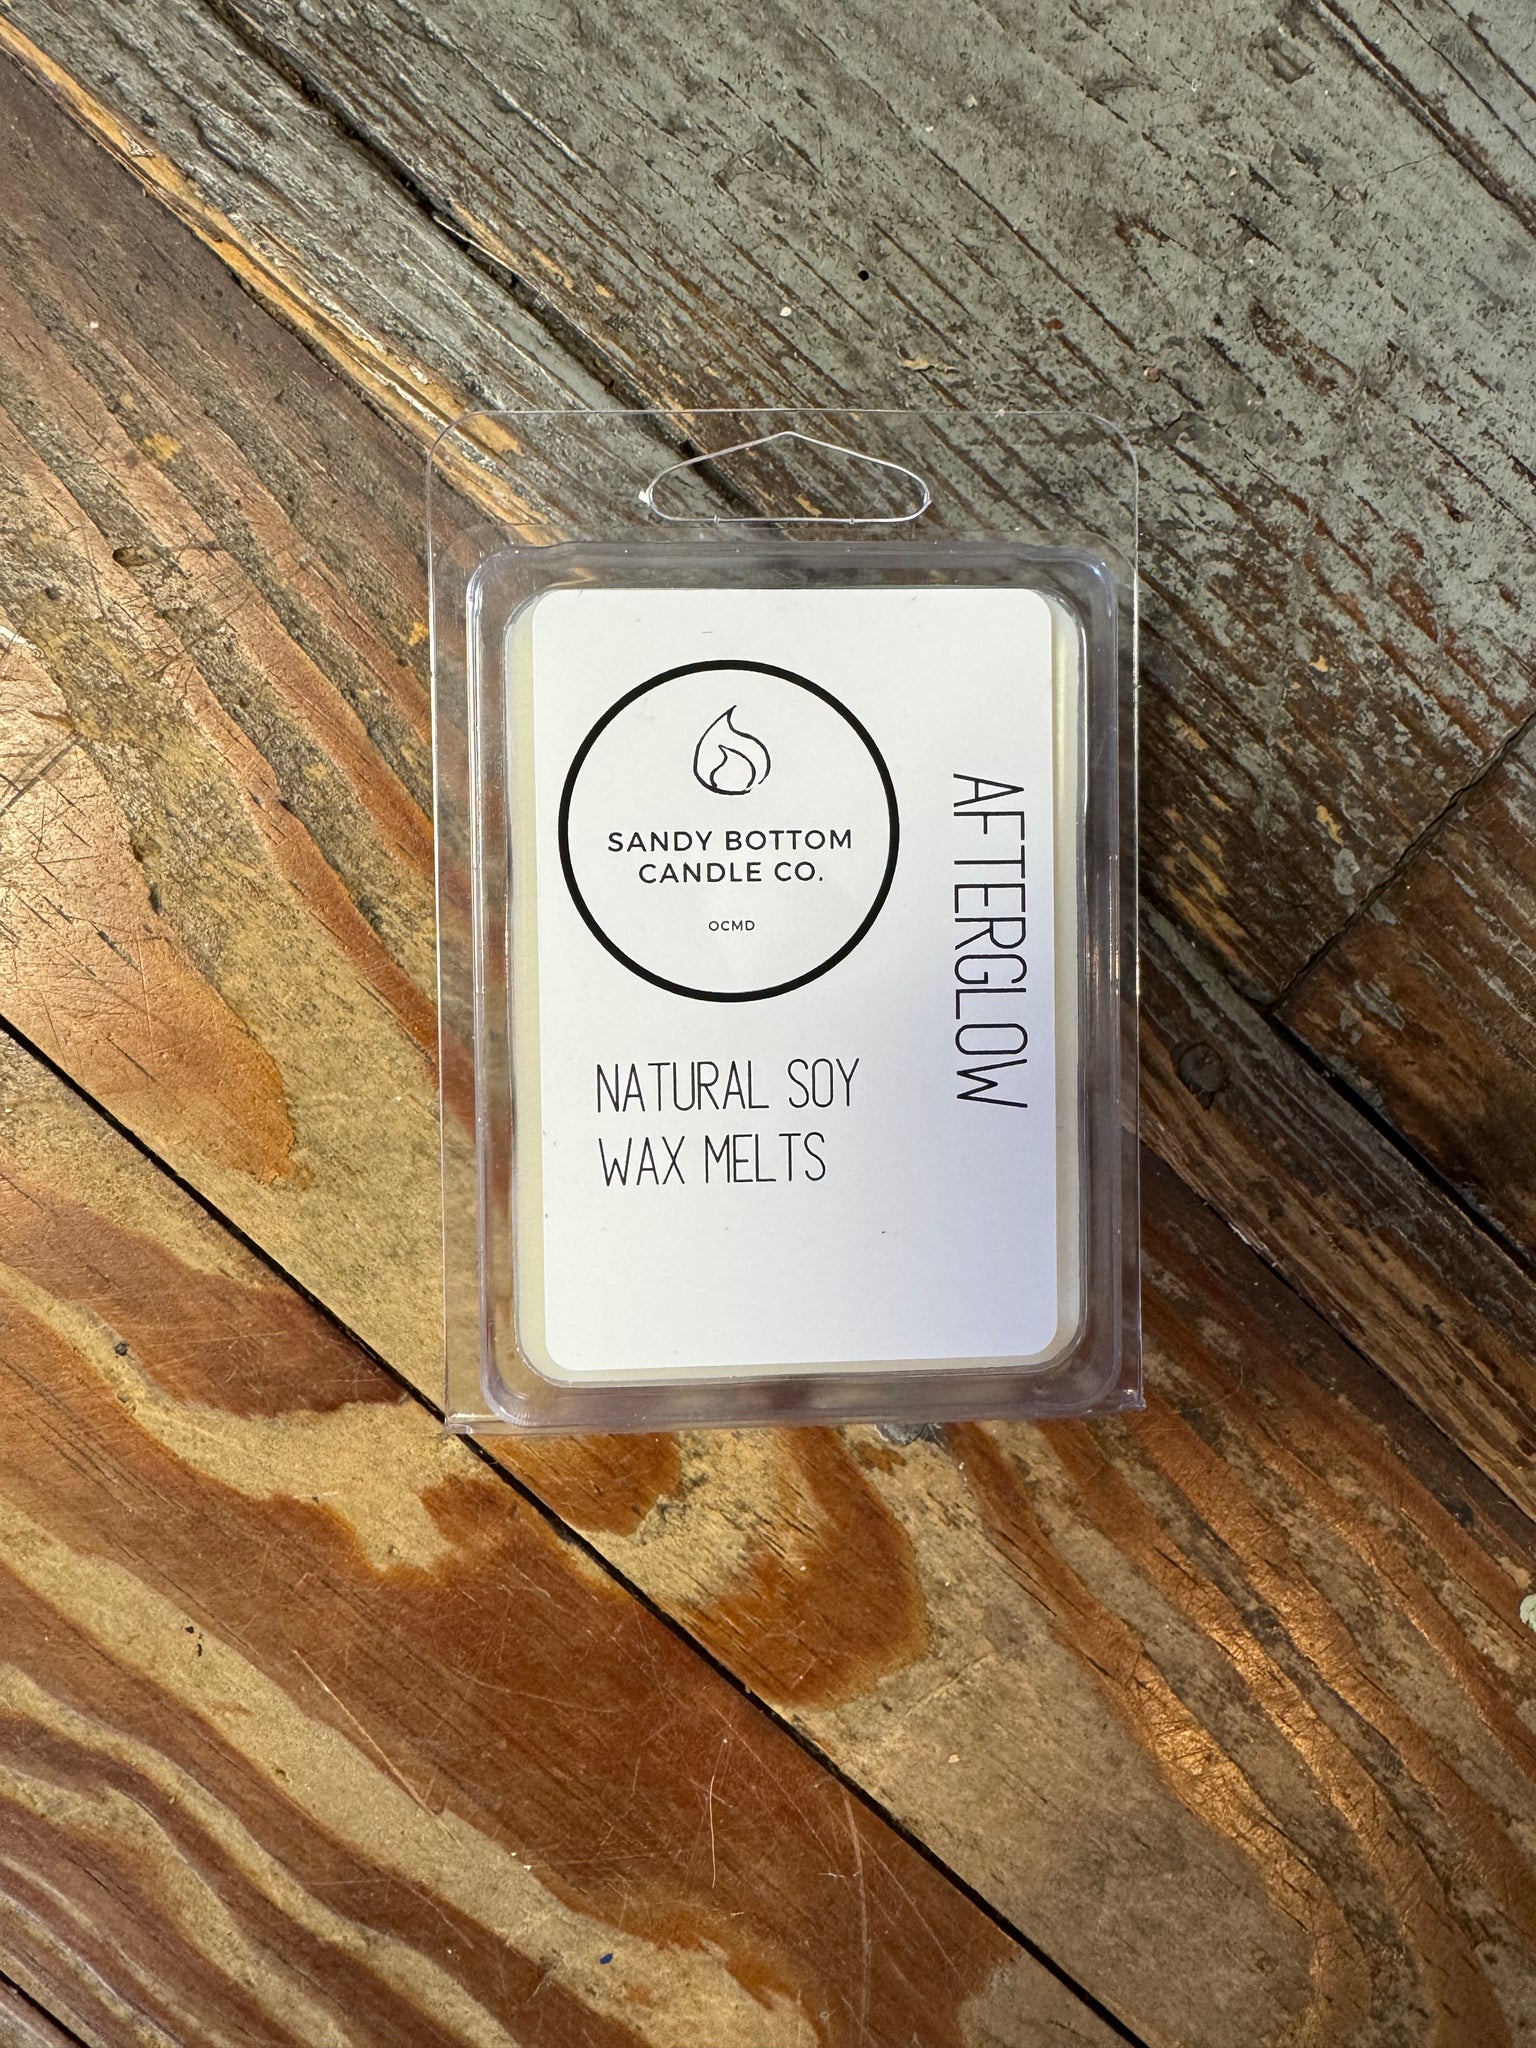 SANDY BOTTOM
CANDLE CO.
OCMD
NATURAL SOY
WAX MELTS
AFTERGLOW